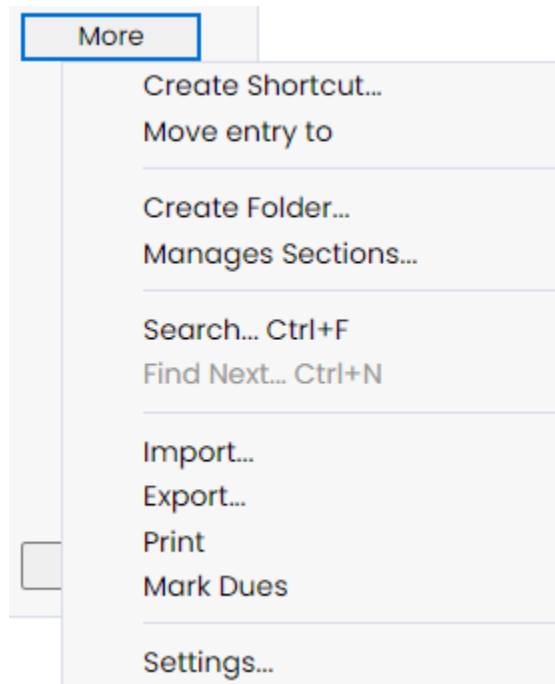 More
Create Shortcut...
Move entry to
Create Folder...
Manages Sections...
Search... Ctrl+F
Find Next... Ctrl+N
Import...
Export...
Print
Mark Dues
Settings...